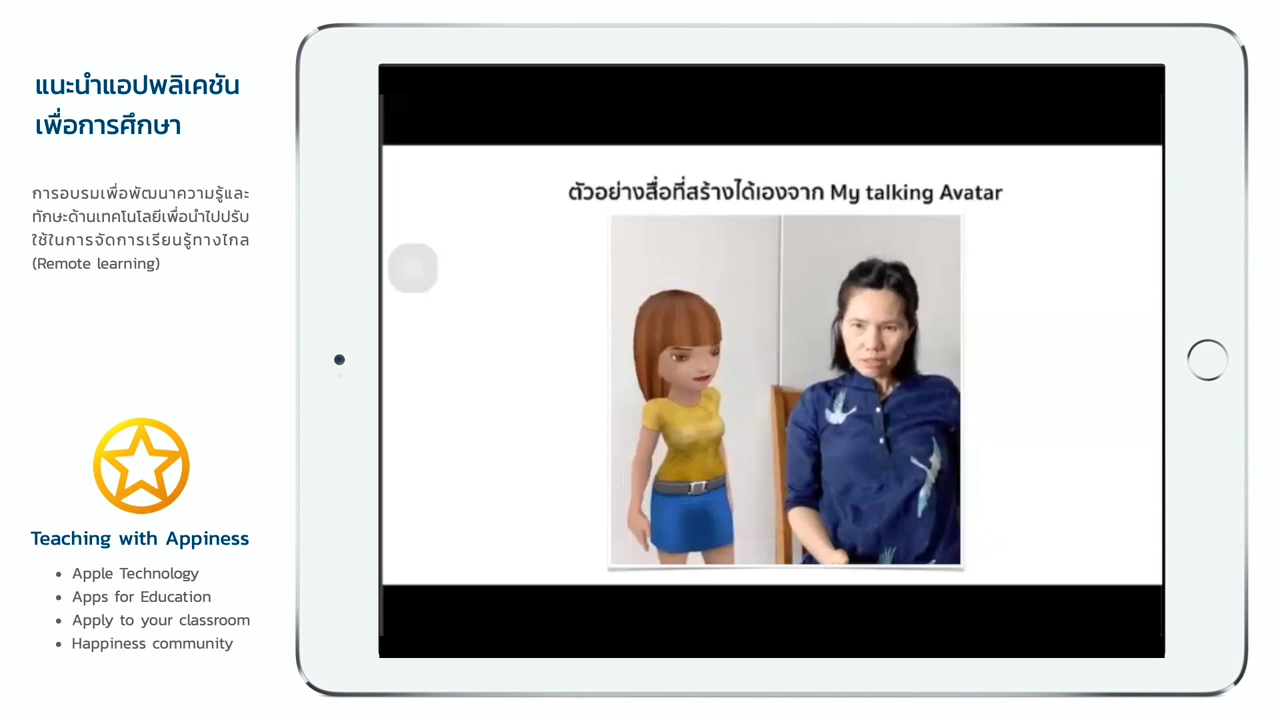 แนะนำแอปพลิเคชัน
เพื่อการศึกษา
การอบรมเพื่อพัฒนาความรู้และ
ทักษะด้านเทคโนโลยีเพื่อนำไปปรับ
ใช้ในการจัดการเรียนรู้ทางไกล
(Remote learning)
Teaching with Appiness
• Apple Technology
• Apps for Education
• Apply to your classroom
• Happiness community
ตัวอย่างสื่อที่สร้างได้เองจาก My talking Avatar